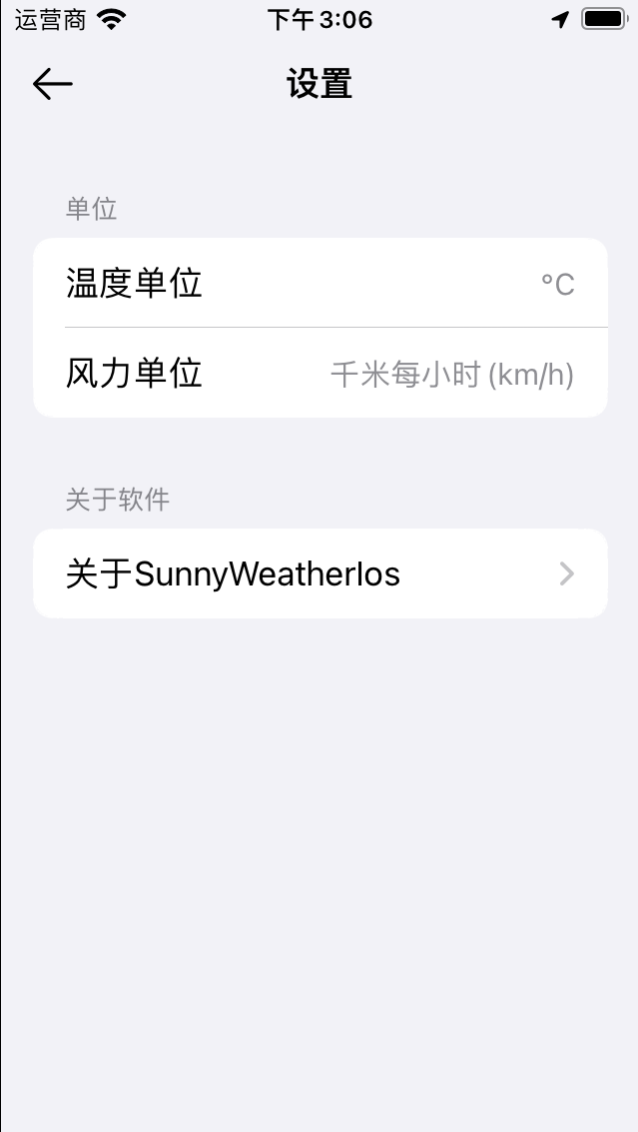 运营商 下午3:06
设置
单位
温度单位 °C
风力单位 千米每小时(km/h)
关于软件
关于SunnyWeatherIos